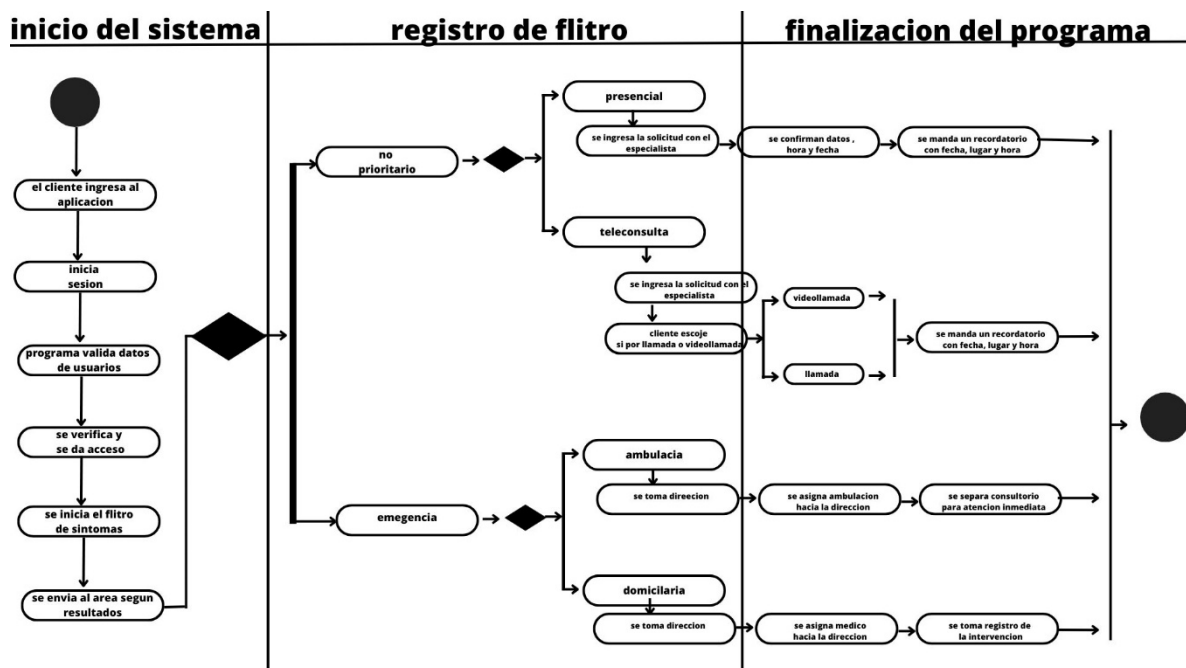 inicio del sistema
registro de flitro
finalizacion del programa
el cliente ingresa al
aplicacion
inicia
sesion
programa valida datos
de usuarios
se verifica y
se da acceso
se inicia el flitro
de sintomas
se envia al area segun
resultados
no
prioritario
presencial
se ingresa la solicitud con el
especialista
se confirman datos ,
hora y fecha
se manda un recordatorio
con fecha, lugar y hora
teleconsulta
se ingresa la solicitud con el
especialista
cliente escoje
si por llamada o videollamada
videollamada
llamada
se manda un recordatorio
con fecha, lugar y hora
emegencia
ambulacia
se toma direecion
se asigna ambulacion
hacia la direccion
se separa consultorio
para atencion inmediata
domicilaria
se toma direccion
se asigna medico
hacia la direccion
se toma registro de
la intervencion